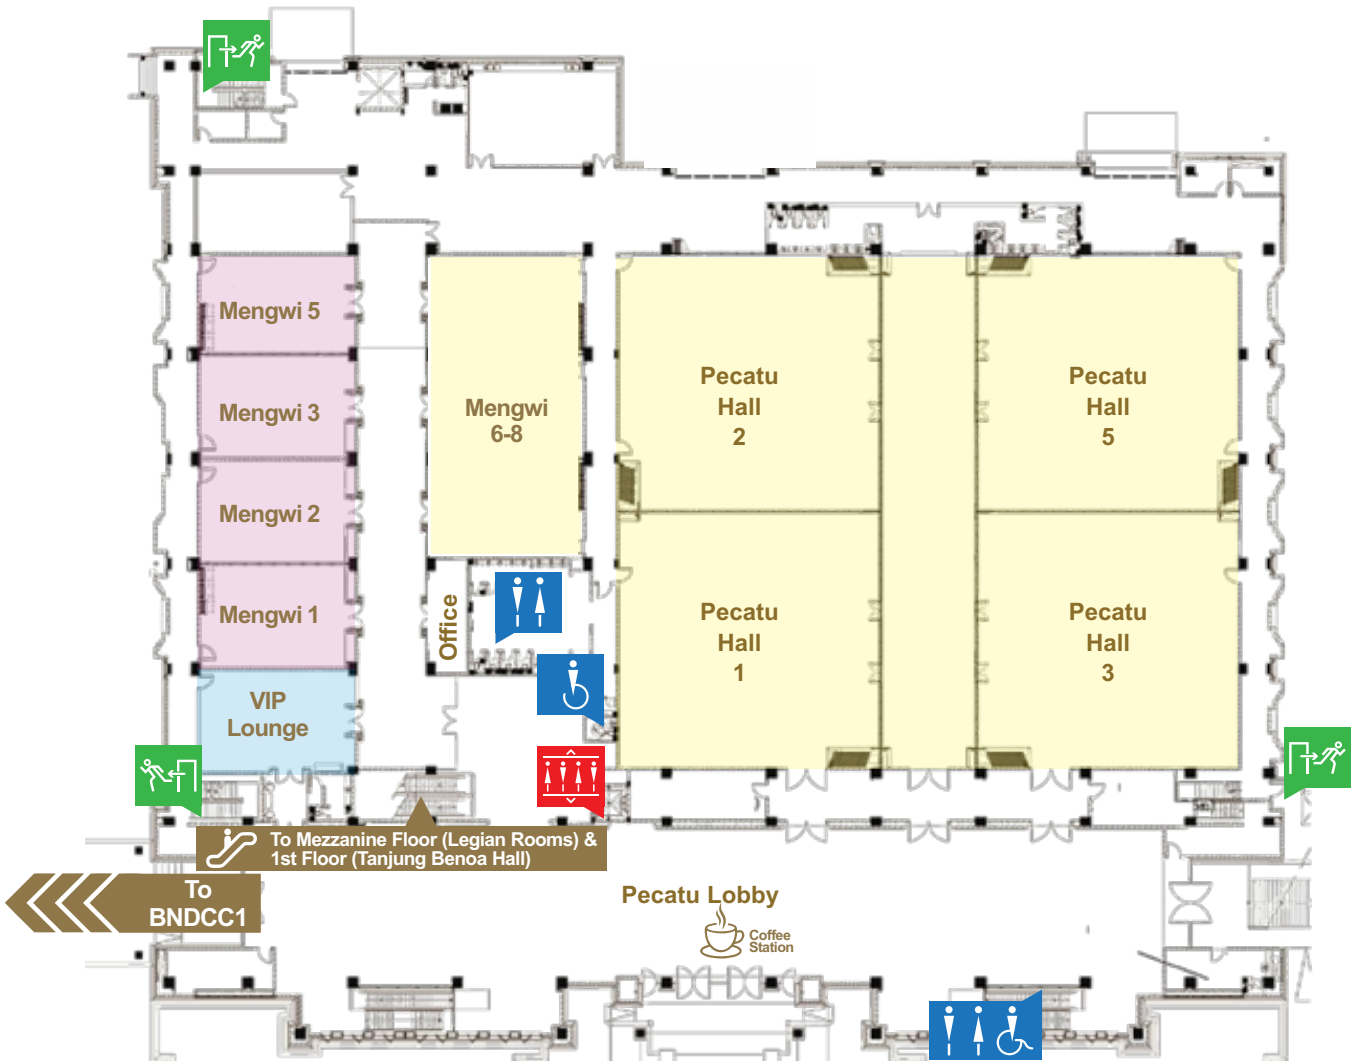 Mengwi 5
Mengwi 3
Mengwi 2
Mengwi 1
VIP
Lounge
Mengwi
6-8
Office
Pecatu
Hall
2
Pecatu
Hall
5
Pecatu
Hall
1
Pecatu
Hall
3
To Mezzanine Floor (Legian Rooms) &
1st Floor (Tanjung Benoa Hall)
To
BNDCC1
Pecatu Lobby
Coffee
Station